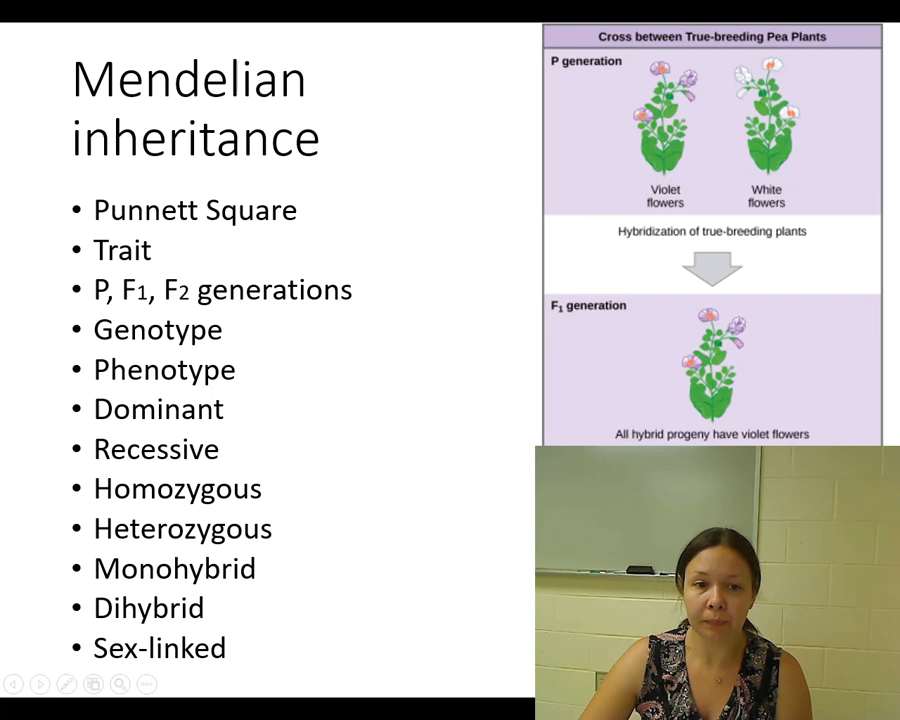 Mendelian
inheritance
• Punnett Square
• Trait
• P, F₁, F₂ generations
• Genotype
• Phenotype
• Dominant
• Recessive
• Homozygous
• Heterozygous
• Monohybrid
• Dihybrid
• Sex-linked
Cross between True-breeding Pea Plants
P generation
Violet
flowers
White
flowers
Hybridization of true-breeding plants
F₁ generation
All hybrid progeny have violet flowers